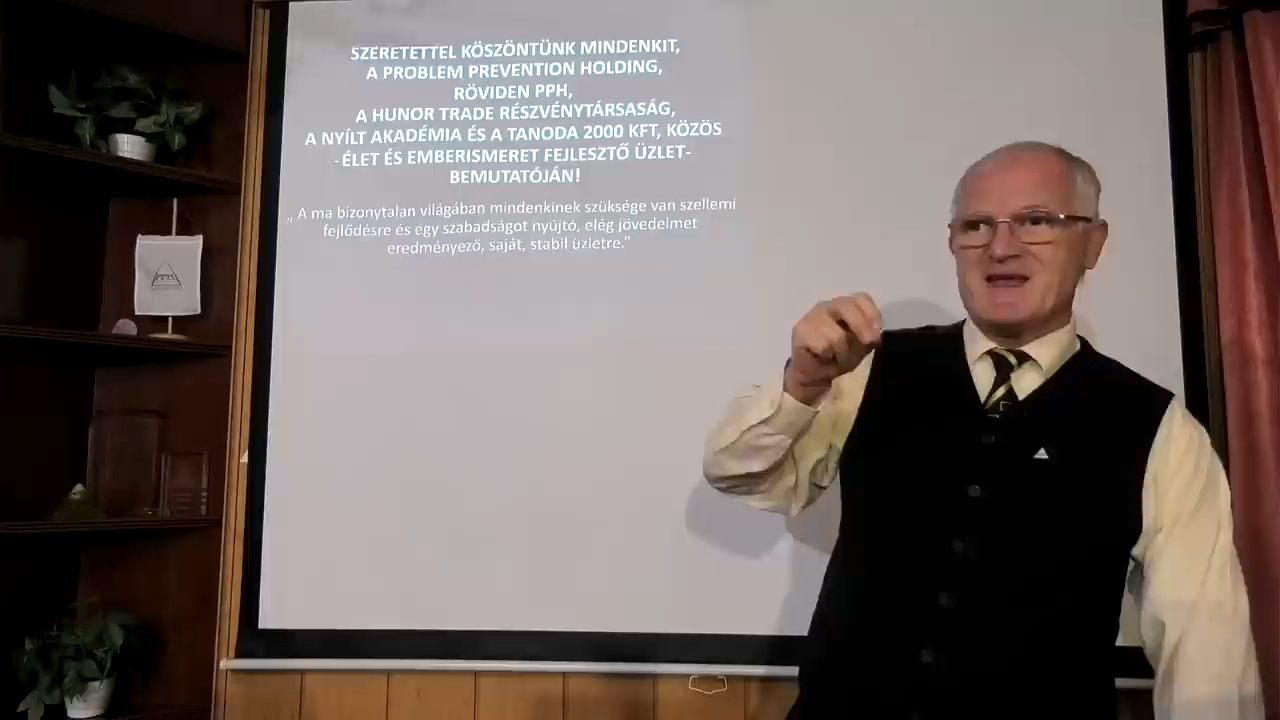 SZERETETTEL KÖSZÖNTÜNK MINDENKIT,
A PROBLEM PREVENTION HOLDING,
RÖVIDEN PPH,
A HUNOR TRADE RÉSZVÉNYTÁRSASÁG,
A NYÍLT AKADÉMIA ÉS A TANODA 2000 KFT, KÖZÖS
- ÉLET ÉS EMBERISMERET FEJLESZTŐ ÜZLET-
BEMUTATÓJÁN!
„ A ma bizonytalan világában mindenkinek szüksége van szellemi
fejlődésre és egy szabadságot nyújtó, elég jövedelmet
eredményező, saját, stabil üzletre.”